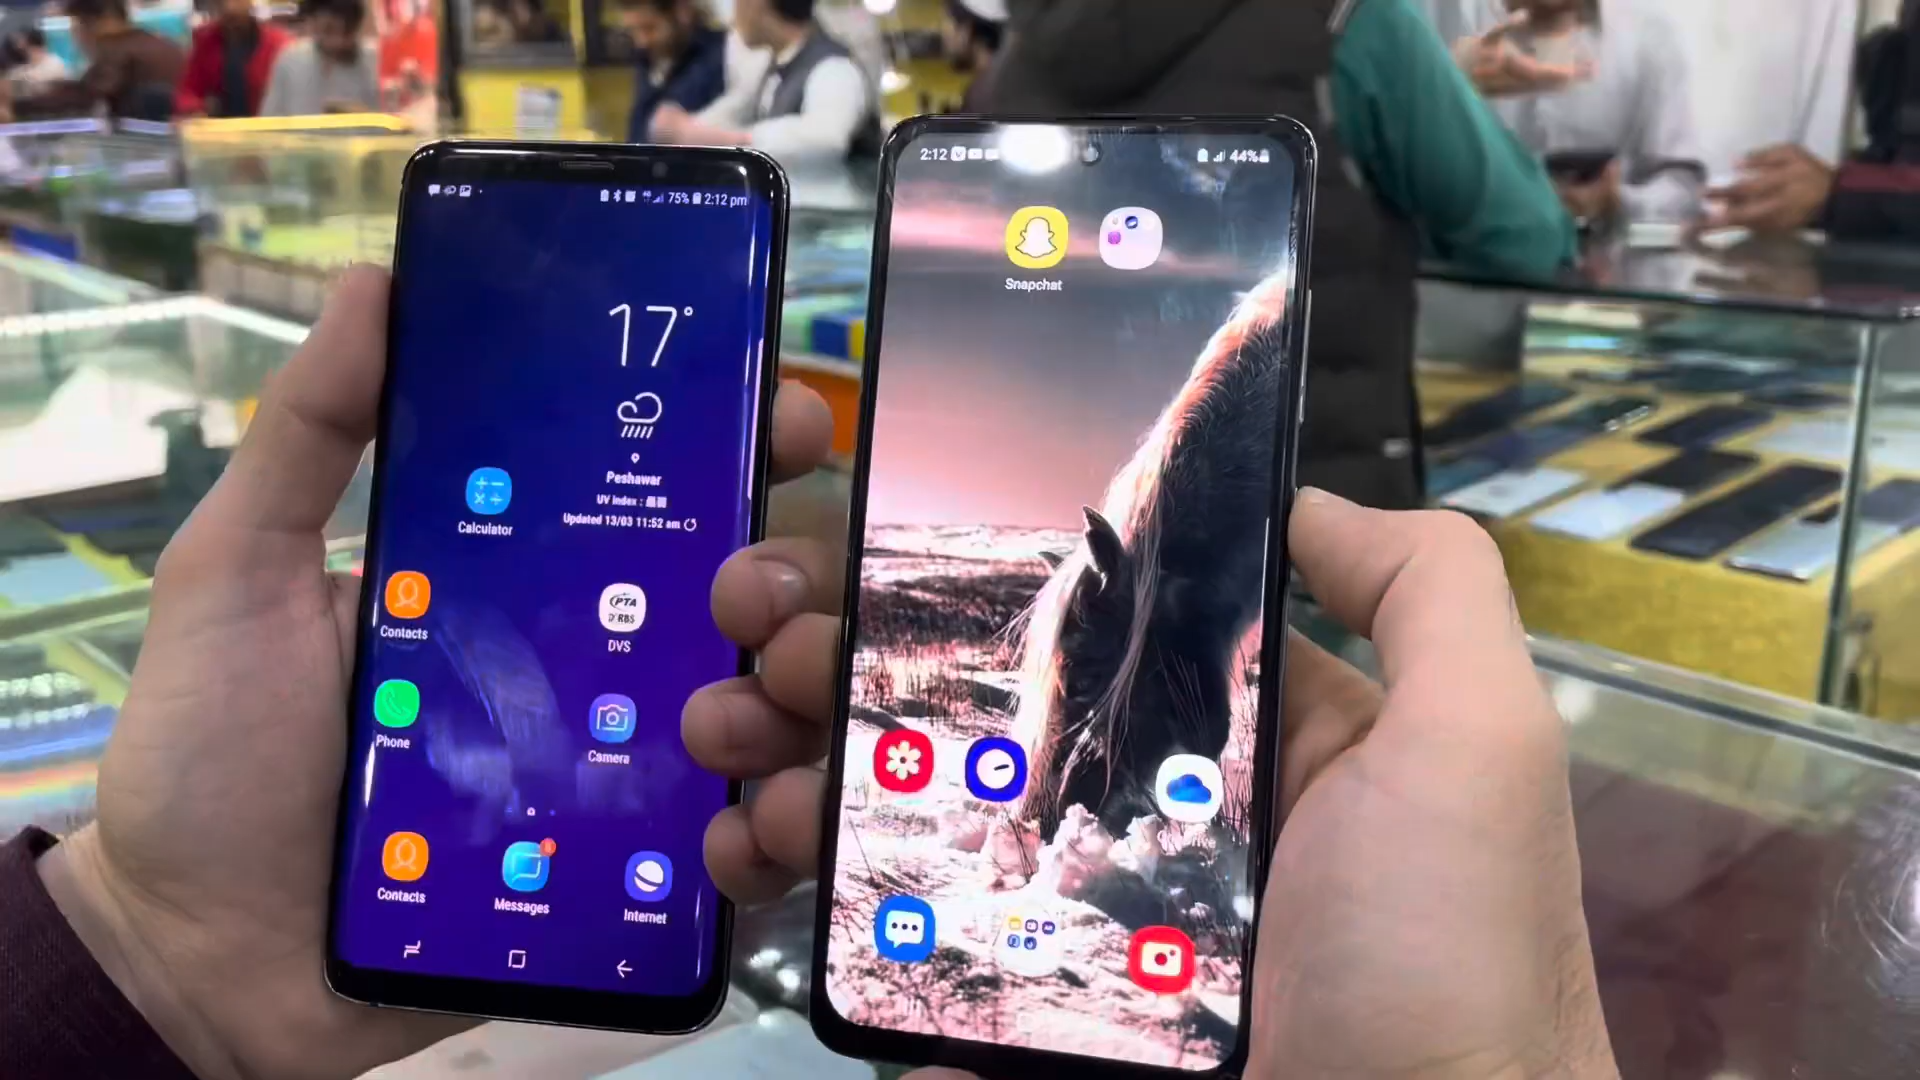 75% 2:12 pm
17°
Peshawar
UV index :
Updated 13/03 11:52 am
Calculator
Contacts
PTA
DVS
Phone
Camera
Contacts
Messages
Internet
2:12
44%
Snapchat